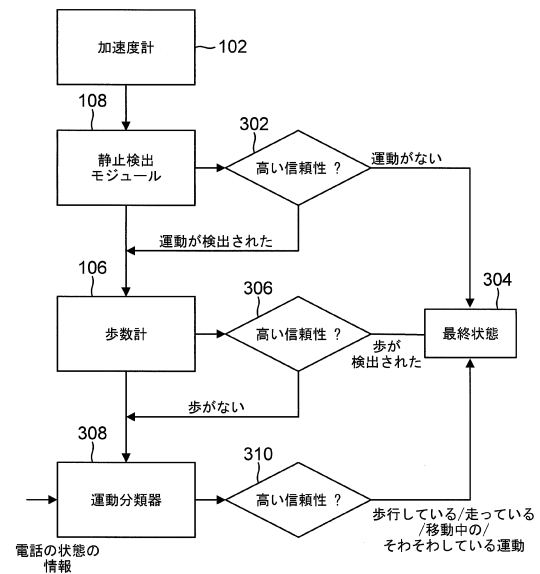 加速度計
102
108
静止検出
モジュール
302
高い信頼性 ?
運動がない
運動が検出された
106
歩数計
306
高い信頼性 ?
歩が
検出された
304
最終状態
歩がない
308
運動分類器
310
高い信頼性 ?
歩行している/走っている
/移動中の/
そわそわしている運動
電話の状態の
情報